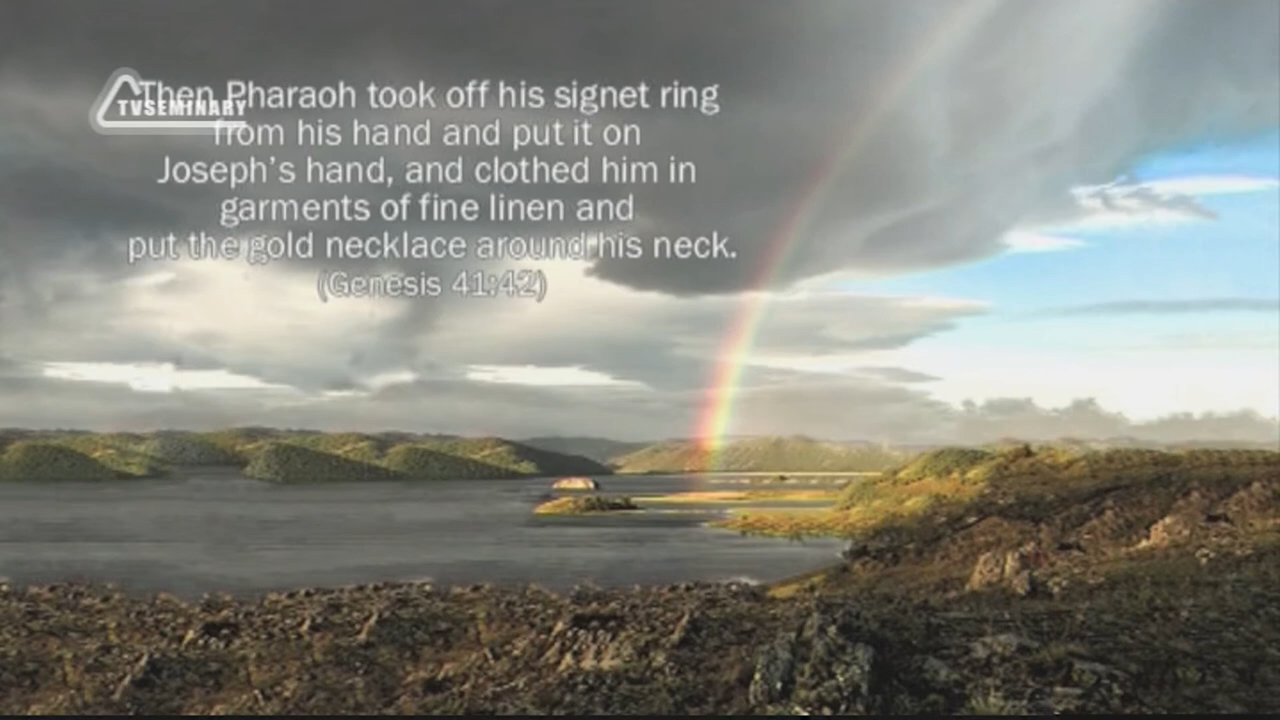 Then Pharaoh took off his signet ring
TVSEMINARY
from his hand and put it on
Joseph's hand, and clothed him in
garments of fine linen and
put the gold necklace around his neck.
(Genesis 41:42)